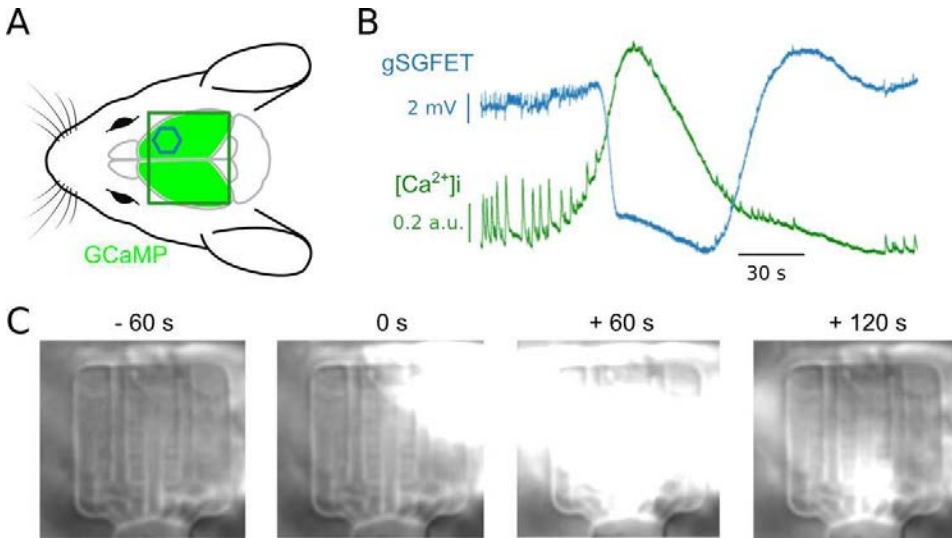 A
B
gSGFET
2 mV
[Ca²⁺]i
0.2 a.u.
30 s
GCaMP
C
- 60 s
0 s
+ 60 s
+ 120 s